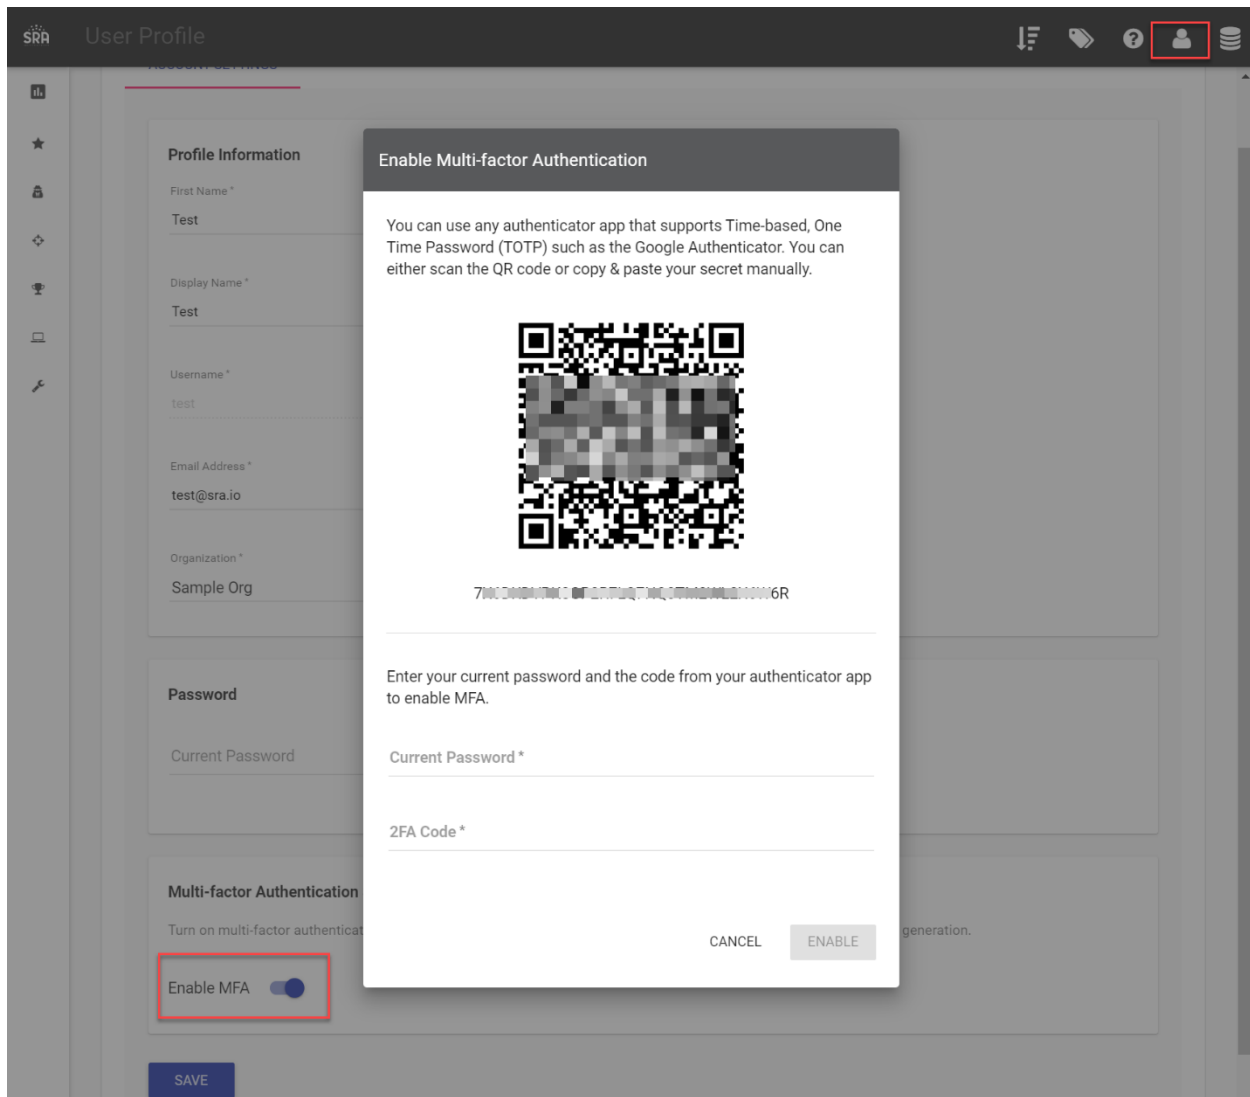 SRA
User Profile
ACCOUNT SETTINGS
Profile Information
First Name *
Test
Display Name *
Test
Username *
test
Email Address *
test@sra.io
Organization *
Sample Org
Password
Current Password
Multi-factor Authentication
Turn on multi-factor
generation.
Enable MFA
SAVE
Enable Multi-factor Authentication
You can use any authenticator app that supports Time-based, One
Time Password (TOTP) such as the Google Authenticator. You can
either scan the QR code or copy & paste your secret manually.
Enter your current password and the code from your authenticator app
to enable MFA.
Current Password *
2FA Code *
CANCEL
ENABLE